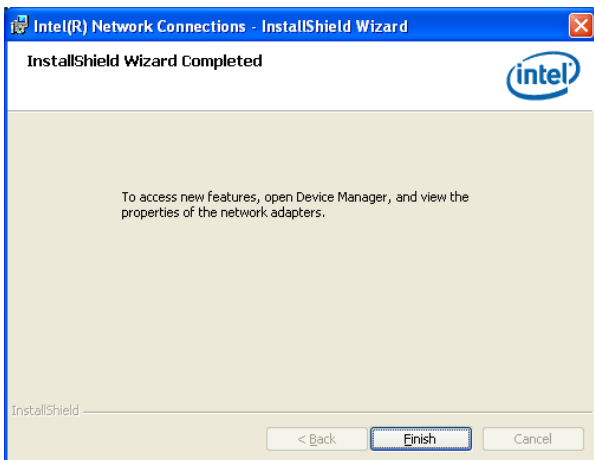 Intel(R) Network Connections - InstallShield Wizard
InstallShield Wizard Completed
intel
To access new features, open Device Manager, and view the
properties of the network adapters.
InstallShield
< Back
Finish
Cancel